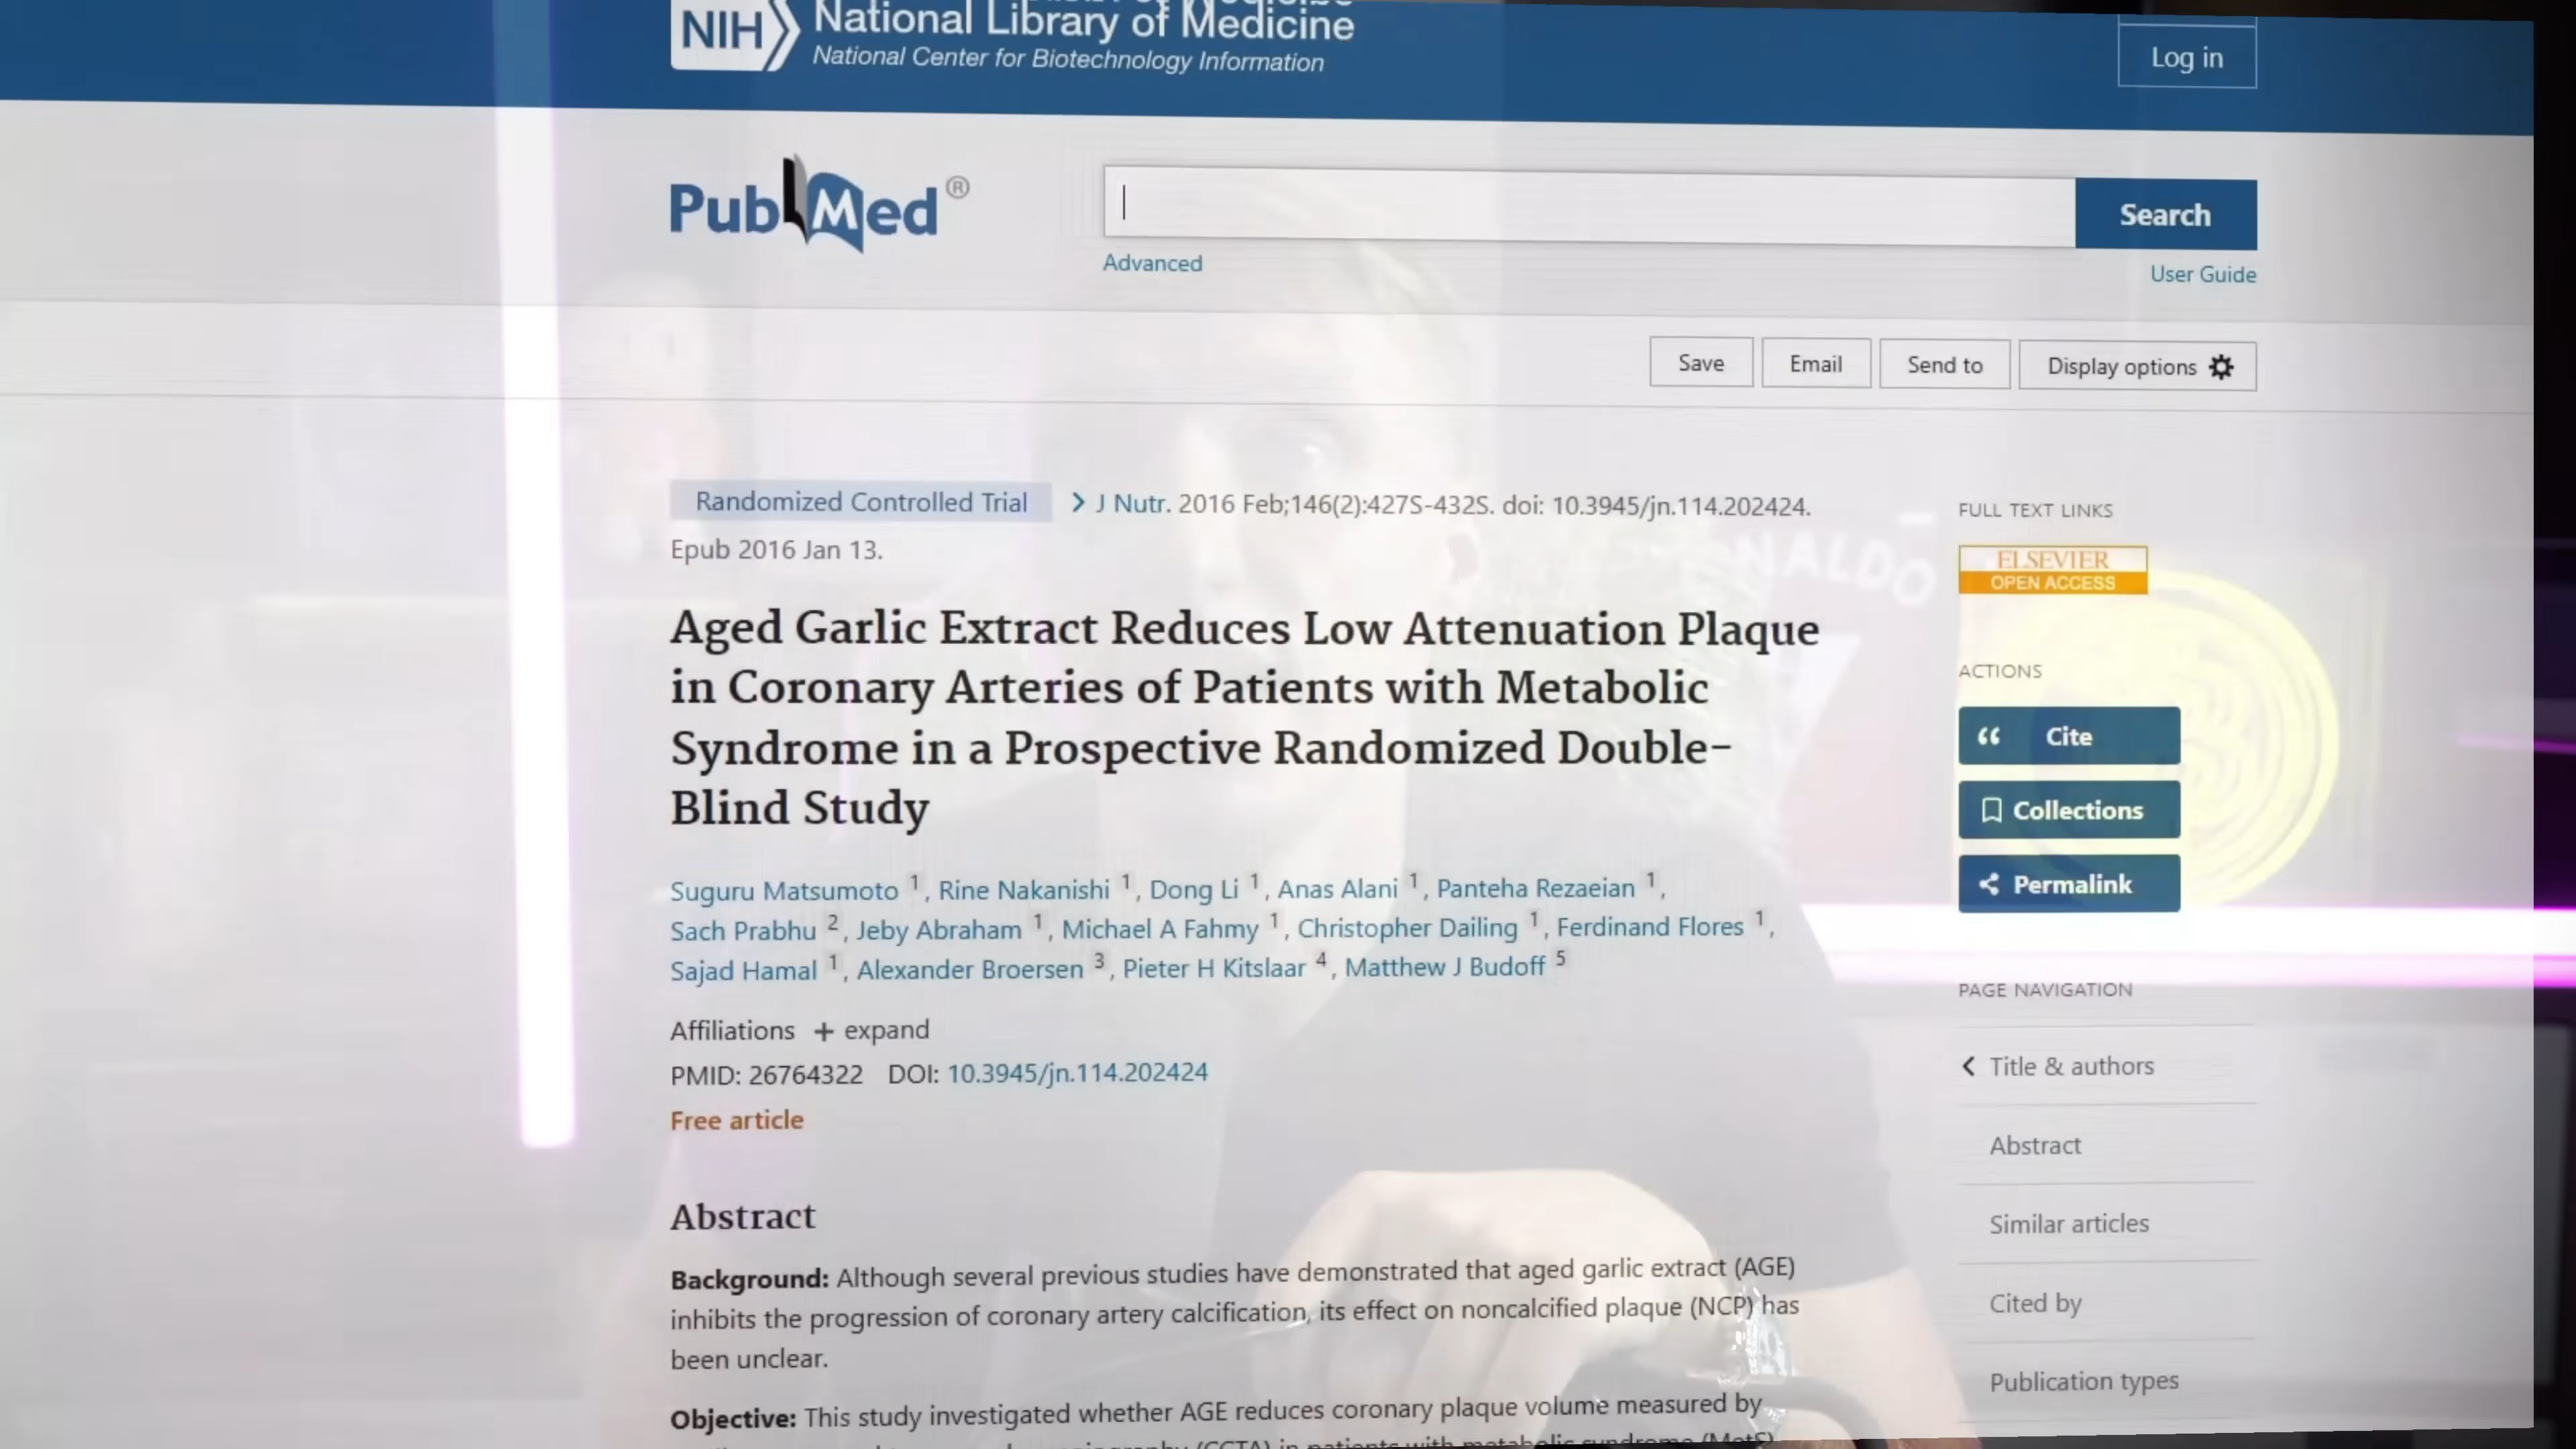 NIH National Library of Medicine
National Center for Biotechnology Information
Log in
PubMed®
Search
Advanced
User Guide
Save
Email
Send to
Display options
Randomized Controlled Trial > J Nutr. 2016 Feb;146(2):427S-432S. doi: 10.3945/jn.114.202424.
Epub 2016 Jan 13.
Aged Garlic Extract Reduces Low Attenuation Plaque
in Coronary Arteries of Patients with Metabolic
Syndrome in a Prospective Randomized Double-
Blind Study
Suguru Matsumoto 1, Rine Nakanishi 1, Dong Li 1, Anas Alani 1, Panteha Rezaeian 1,
Sach Prabhu 2, Jeby Abraham 1, Michael A Fahmy 1, Christopher Dailing 1, Ferdinand Flores 1,
Sajad Hamal 1, Alexander Broersen 3, Pieter H Kitslaar 4, Matthew J Budoff 5
Affiliations + expand
PMID: 26764322 DOI: 10.3945/jn.114.202424
Free article
Abstract
Background: Although several previous studies have demonstrated that aged garlic extract (AGE)
inhibits the progression of coronary artery calcification, its effect on noncalcified plaque (NCP) has
been unclear.
Objective: This study investigated whether AGE reduces coronary plaque volume measured by
(CCTA) in patients with metabolic syndrome (MetS)
FULL TEXT LINKS
ELSEVIER
OPEN ACCESS
ACTIONS
Cite
Collections
Permalink
PAGE NAVIGATION
Title & authors
Abstract
Similar articles
Cited by
Publication types
NALDO